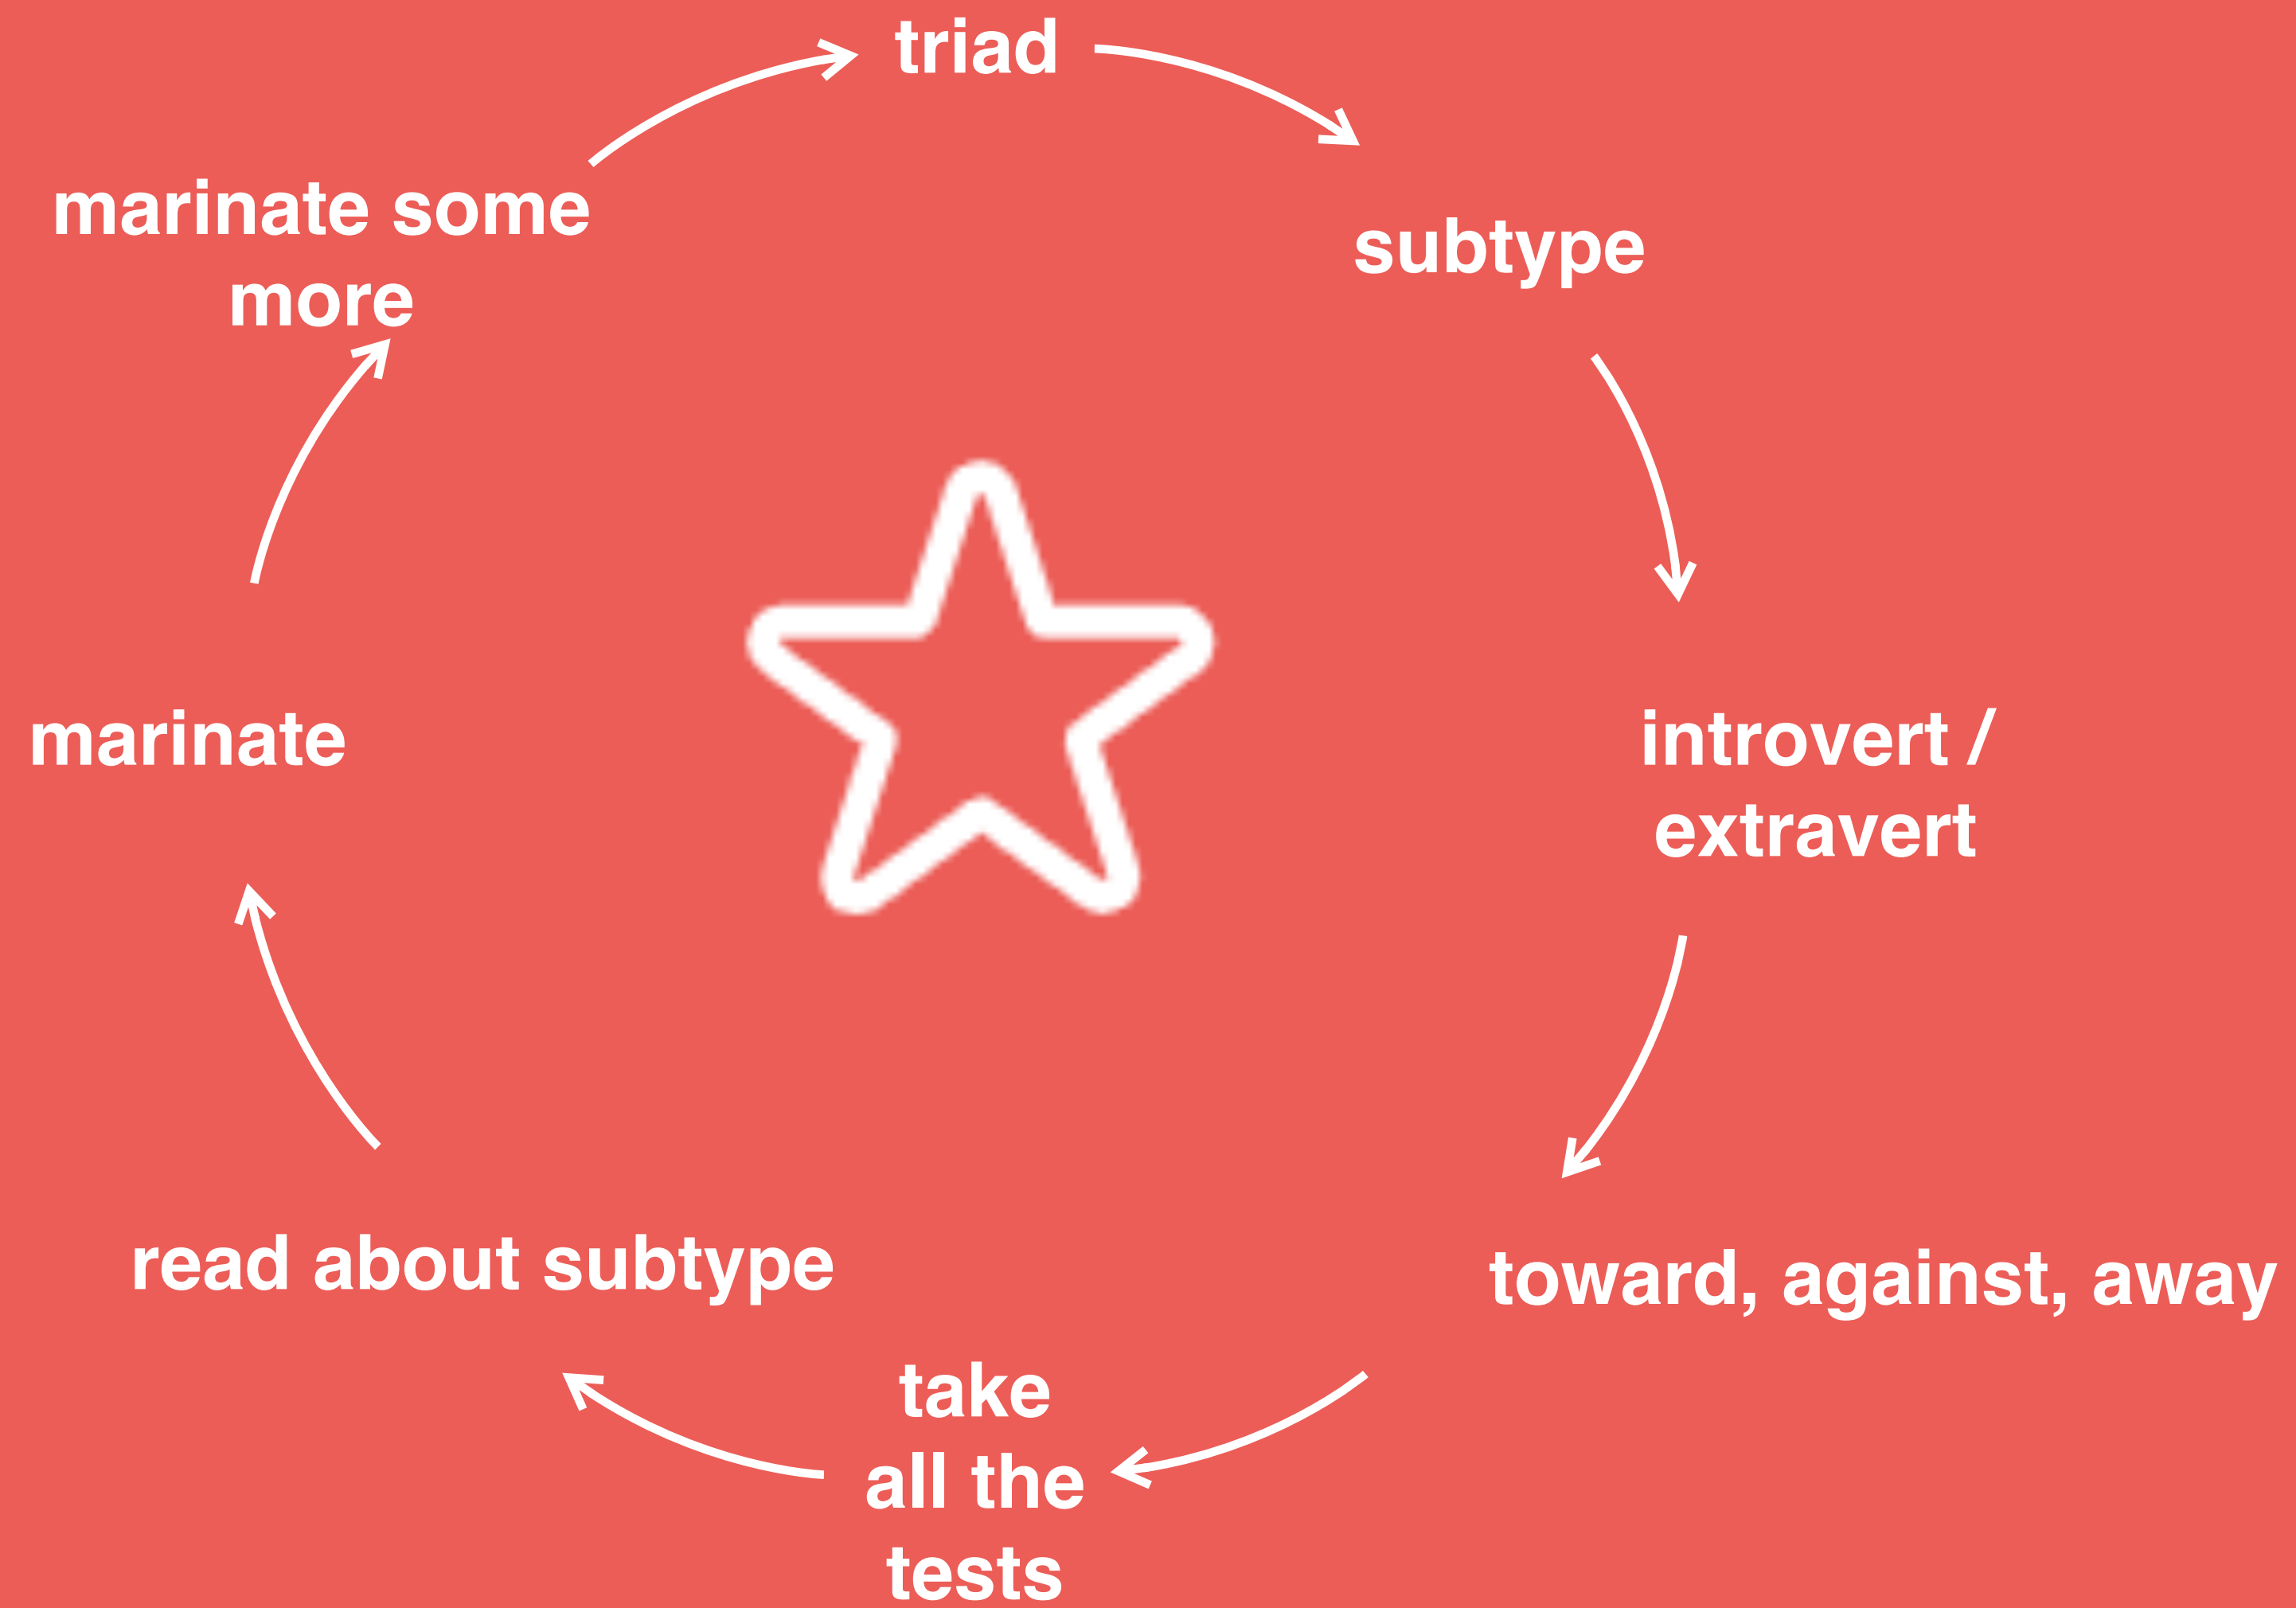 triad
subtype
introvert /
extravert
toward, against, away
take
all the
tests
read about subtype
marinate
marinate some
more